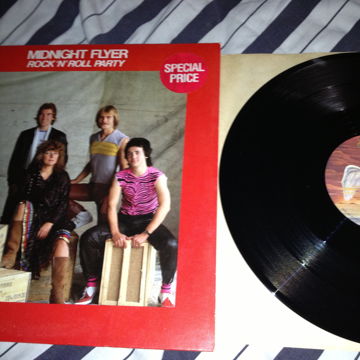 MIDNIGHT FLYER
ROCK'N'ROLL PARTY
SPECIAL
PRICE